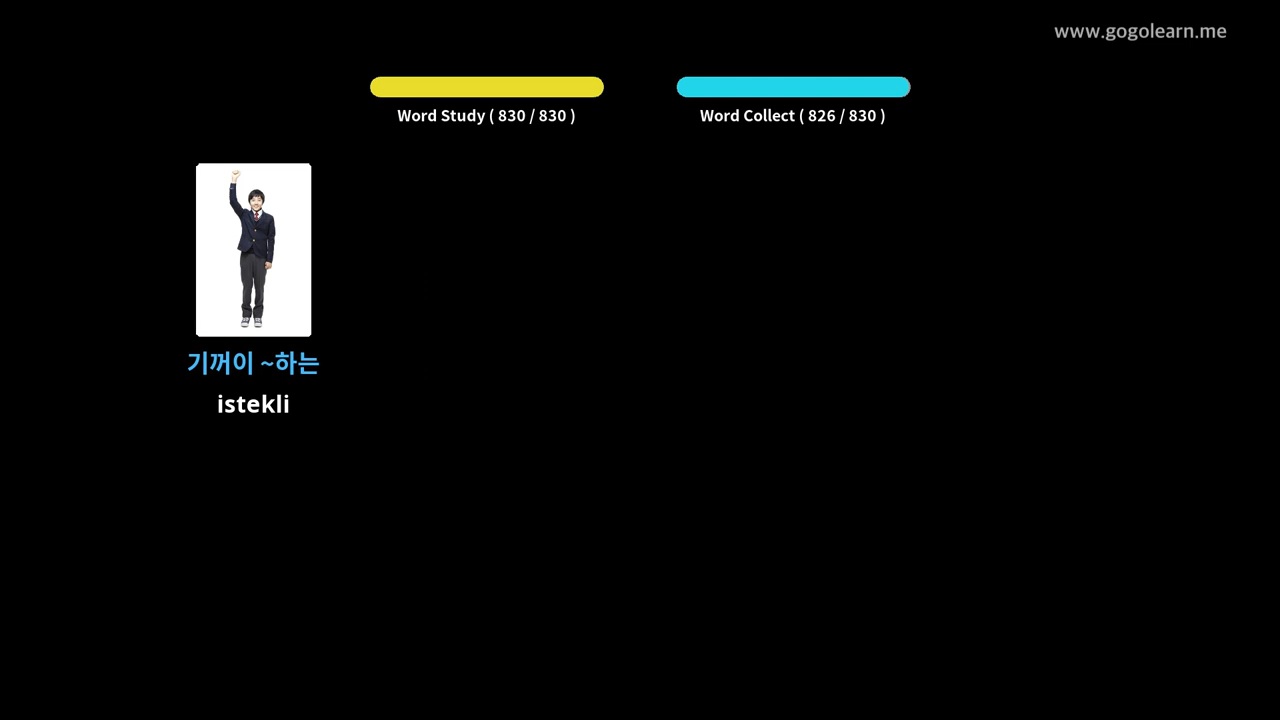 www.gogolearn.me
Word Study ( 830 / 830 )
Word Collect ( 826 / 830 )
기꺼이 ~하는
istekli